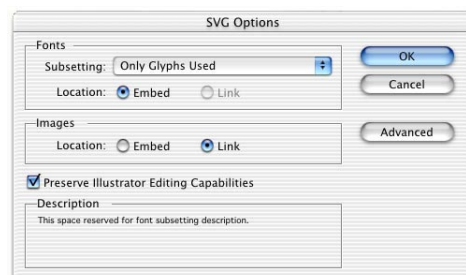 SVG Options
Fonts
Subsetting: Only Glyphs Used
Location: Embed Link
OK
Cancel
Images
Location: Embed Link
Advanced
Preserve Illustrator Editing Capabilities
Description
This space reserved for font subsetting description.